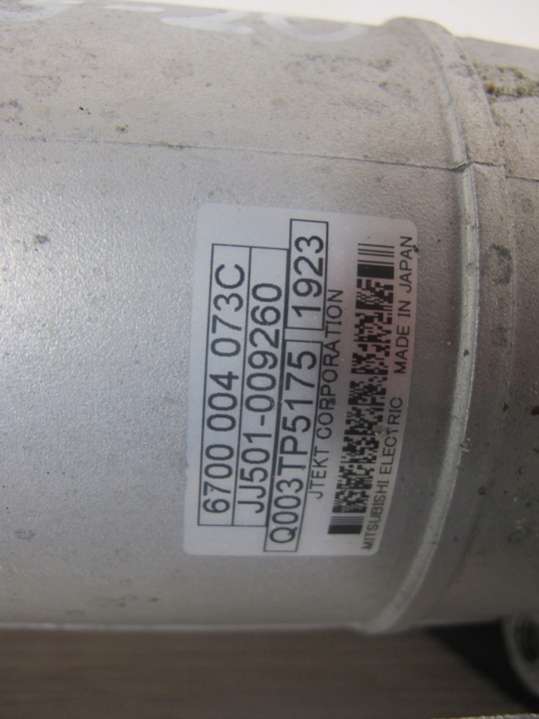 6700 004 073C
JJ501-009260
Q003TP5175 1923
JTEKT CORPORATION
MITSUBISHI ELECTRIC MADE IN JAPAN